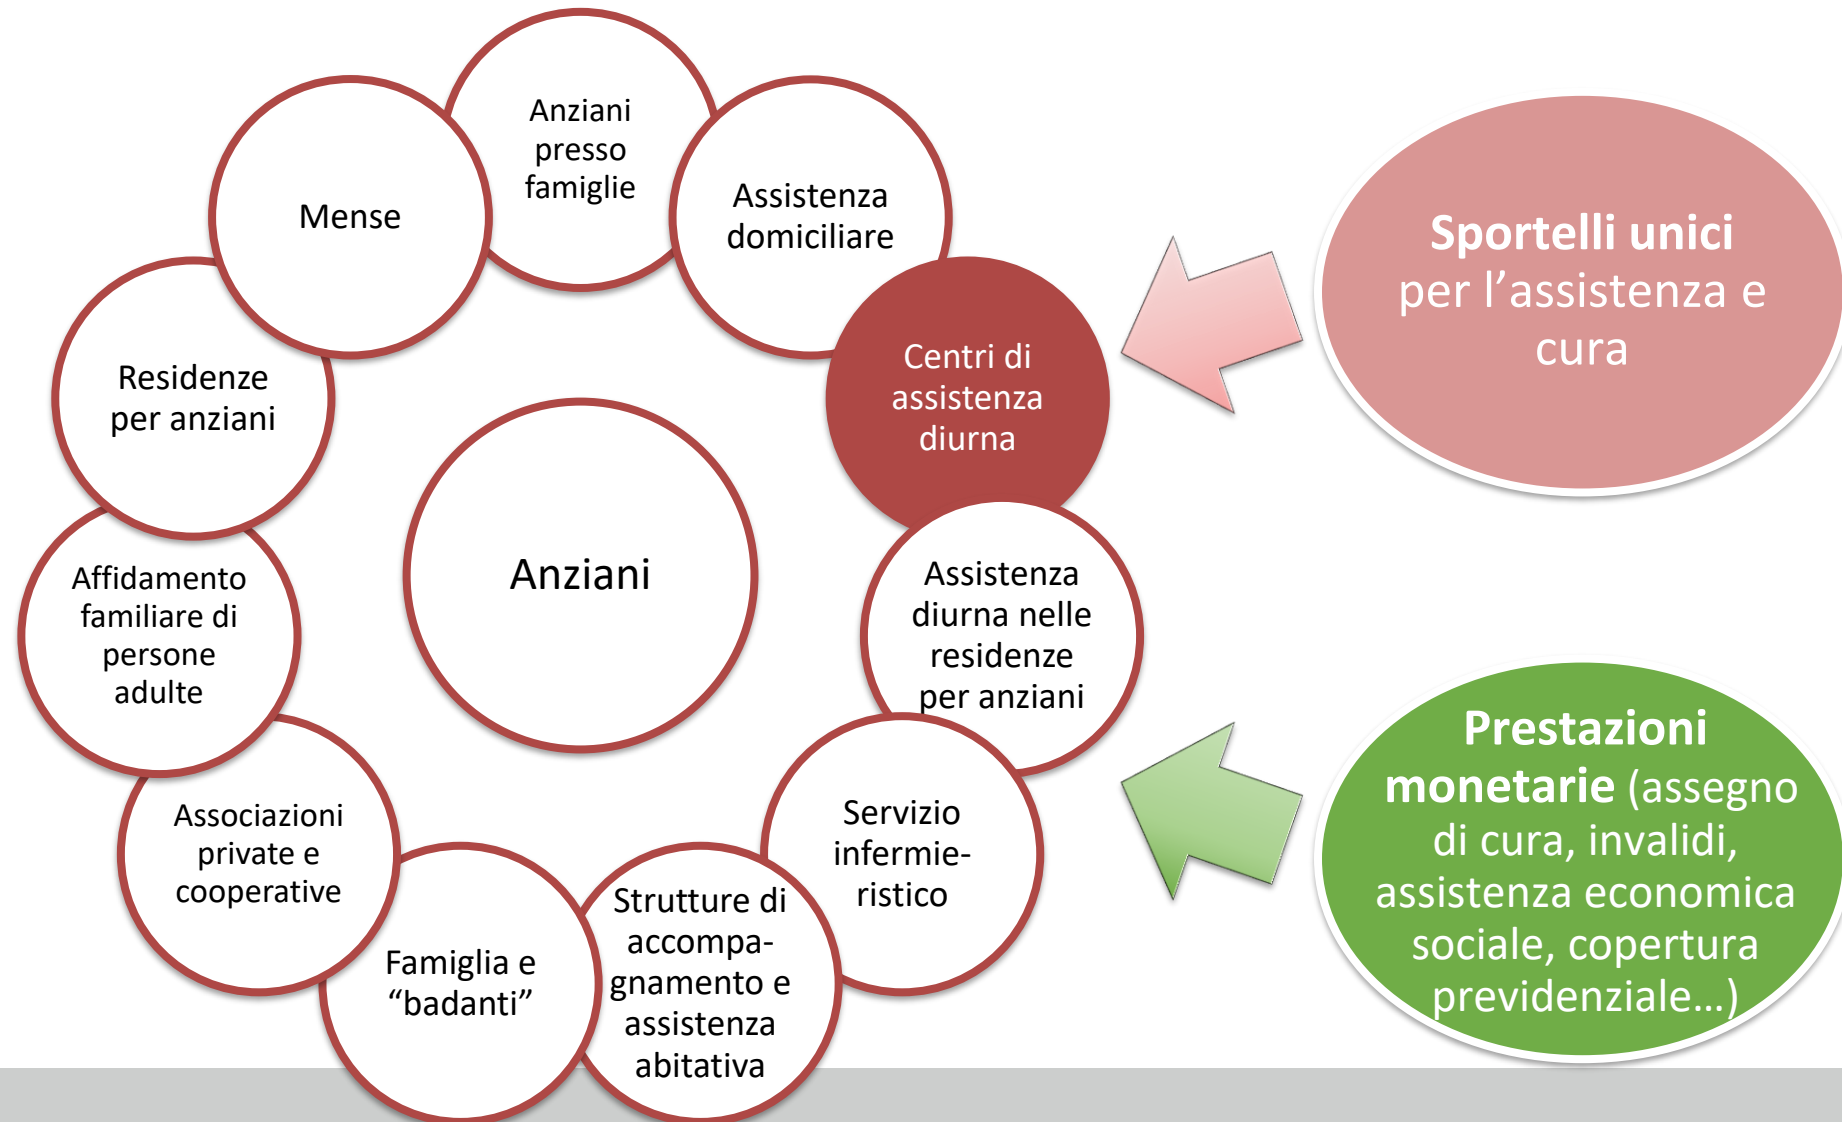 Anziani
presso
famiglie
Assistenza
domiciliare
Centri di
assistenza
diurna
Assistenza
diurna nelle
residenze
per anziani
Servizio
infermie-
ristico
Strutture di
accompa-
gnamento e
assistenza
abitativa
Famiglia e
“badanti”
Associazioni
private e
cooperative
Affidamento
familiare di
persone
adulte
Residenze
per anziani
Mense
Anziani
Sportelli unici
per l’assistenza e
cura
Prestazioni
monetarie (assegno
di cura, invalidi,
assistenza economica
sociale, copertura
previdenziale…)